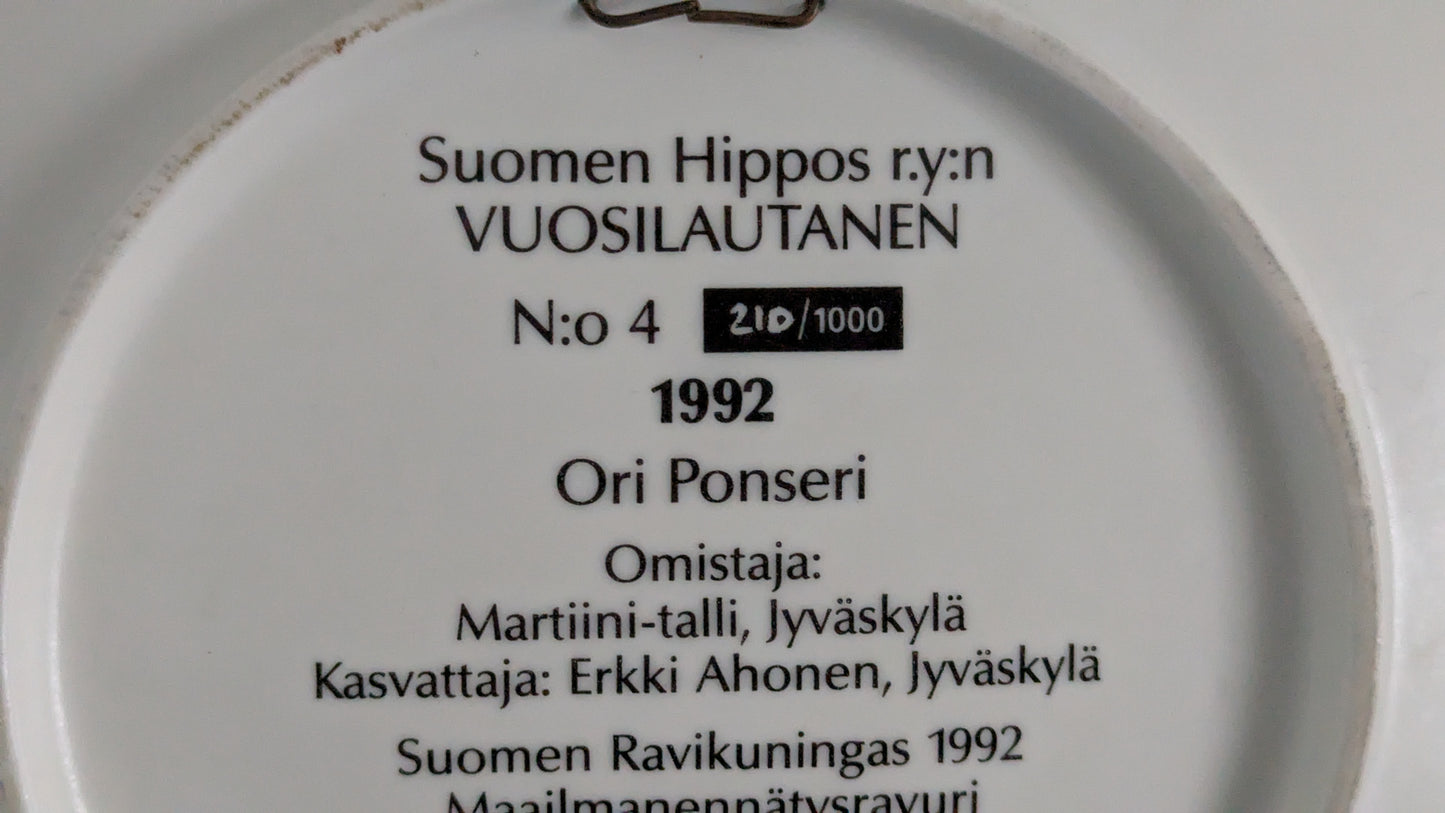 Suomen Hippos r.y:n
VUOSILAUTANEN
N:o 4 210/1000
1992
Ori Ponseri
Omistaja:
Martiini-talli, Jyväskylä
Kasvattaja: Erkki Ahonen, Jyväskylä
Suomen Ravikuningas 1992
Maailmanennätysravuri